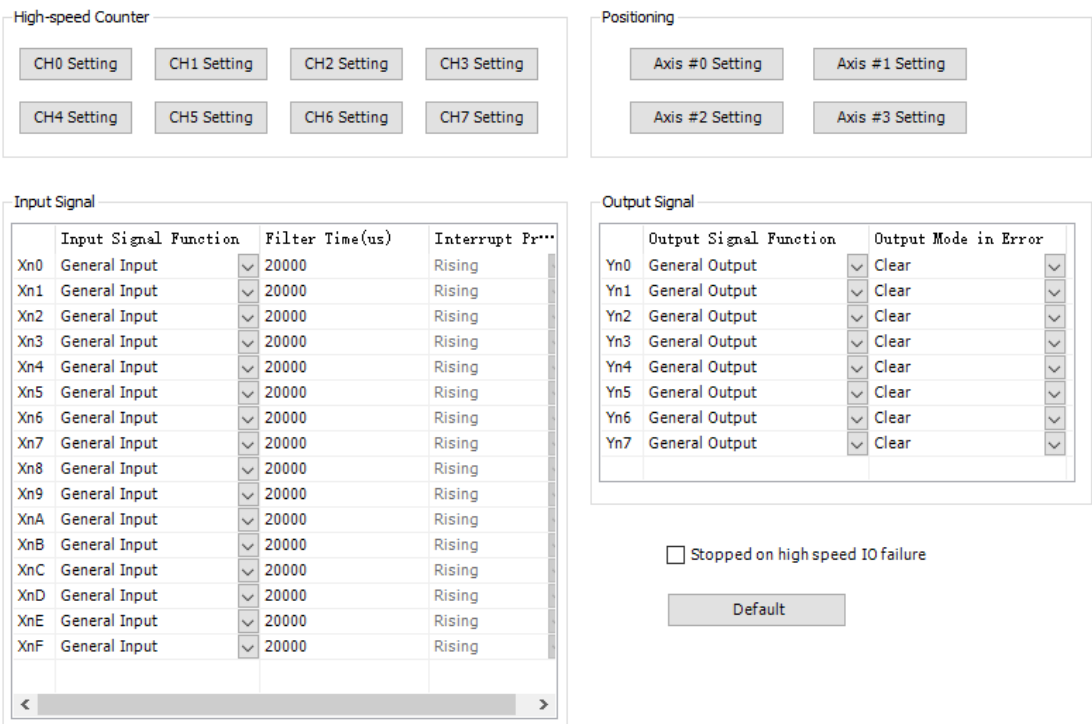 High-speed Counter
CH0 Setting CH1 Setting CH2 Setting CH3 Setting
CH4 Setting CH5 Setting CH6 Setting CH7 Setting
Positioning
Axis #0 Setting Axis #1 Setting
Axis #2 Setting Axis #3 Setting
Input Signal
Input Signal Function Filter Time(us) Interrupt Pr···
Xn0 General Input 20000 Rising
Xn1 General Input 20000 Rising
Xn2 General Input 20000 Rising
Xn3 General Input 20000 Rising
Xn4 General Input 20000 Rising
Xn5 General Input 20000 Rising
Xn6 General Input 20000 Rising
Xn7 General Input 20000 Rising
Xn8 General Input 20000 Rising
Xn9 General Input 20000 Rising
XnA General Input 20000 Rising
XnB General Input 20000 Rising
XnC General Input 20000 Rising
XnD General Input 20000 Rising
XnE General Input 20000 Rising
XnF General Input 20000 Rising
Output Signal
Output Signal Function Output Mode in Error
Yn0 General Output Clear
Yn1 General Output Clear
Yn2 General Output Clear
Yn3 General Output Clear
Yn4 General Output Clear
Yn5 General Output Clear
Yn6 General Output Clear
Yn7 General Output Clear
Stopped on high speed IO failure
Default